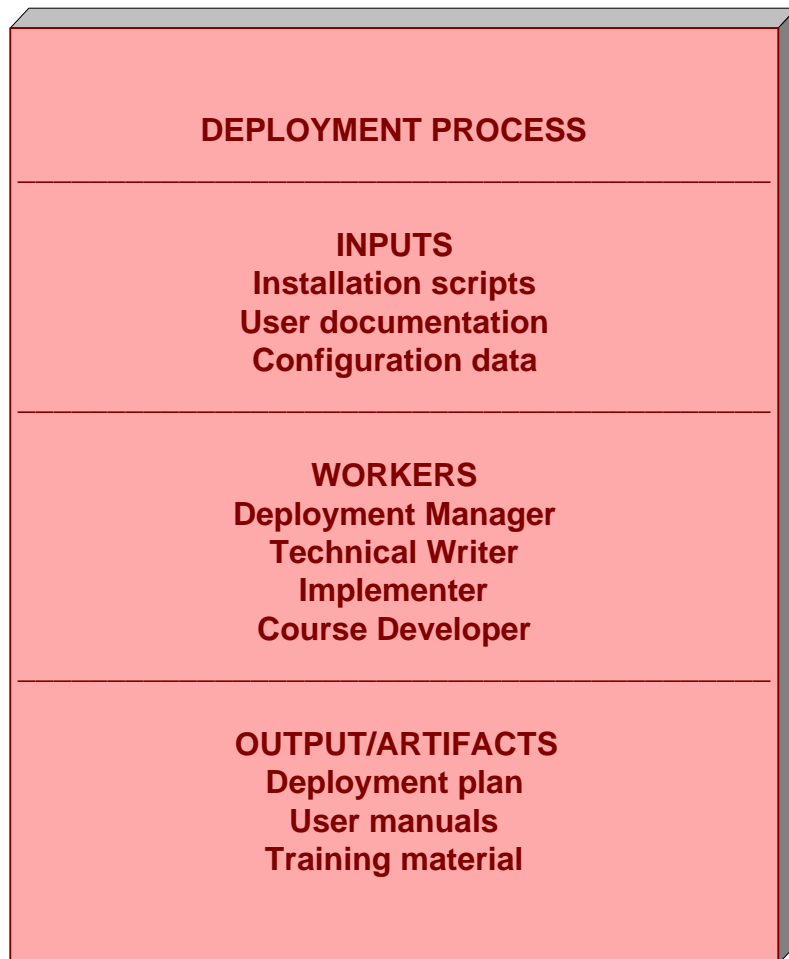 DEPLOYMENT PROCESS
INPUTS
Installation scripts
User documentation
Configuration data
WORKERS
Deployment Manager
Technical Writer
Implementer
Course Developer
OUTPUT/ARTIFACTS
Deployment plan
User manuals
Training material